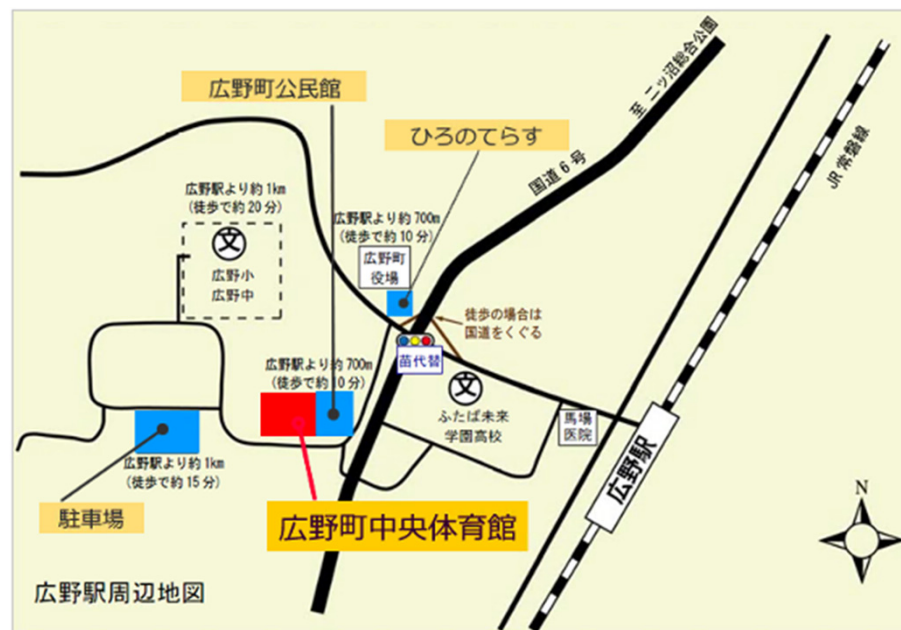 広野町公民館
ひろのてらす
至 二ッ沼総合公園
国道6号
JR 常磐線
広野駅より約 1km
(徒歩で約 20 分)
文
広野小
広野中
広野駅より約 700m
(徒歩で約 10 分)
広野町
役場
徒歩の場合は
国道をくぐる
苗代替
広野駅より約 700m
(徒歩で約 10 分)
文
ふたば未来
学園高校
馬場
医院
広野駅
広野駅より約 1km
(徒歩で約 15 分)
駐車場
広野町中央体育館
N
広野駅周辺地図